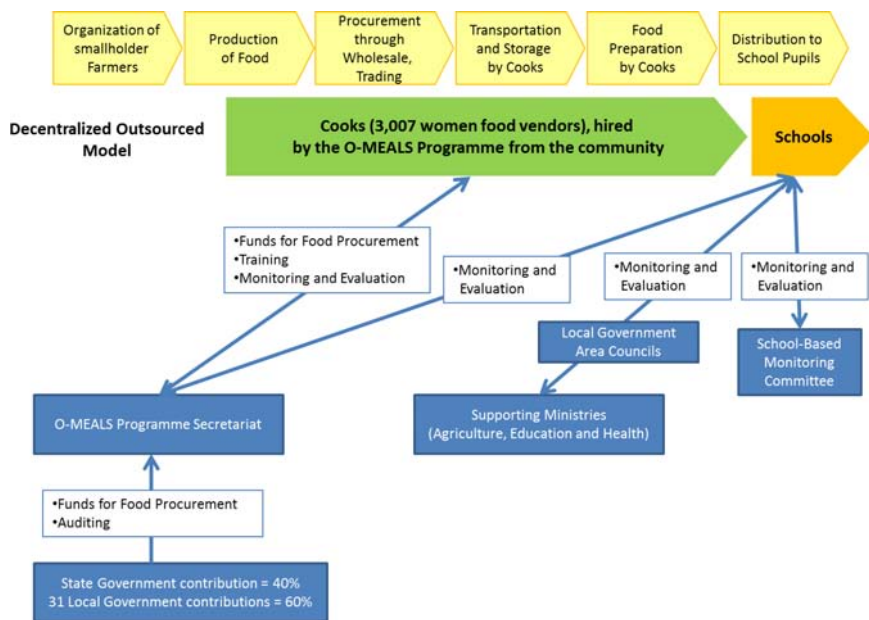 Organization of
smallholder
Farmers
Production
of Food
Procurement
through
Wholesale,
Trading
Transportation
and Storage
by Cooks
Food
Preparation
by Cooks
Distribution to
School Pupils
Decentralized Outsourced
Model
Cooks (3,007 women food vendors), hired
by the O-MEALS Programme from the community
Schools
•Funds for Food Procurement
•Training
•Monitoring and Evaluation
•Monitoring and
Evaluation
•Monitoring and
Evaluation
•Monitoring and
Evaluation
Local Government
Area Councils
School-Based
Monitoring
Committee
O-MEALS Programme Secretariat
Supporting Ministries
(Agriculture, Education and Health)
•Funds for Food Procurement
•Auditing
State Government contribution = 40%
31 Local Government contributions = 60%